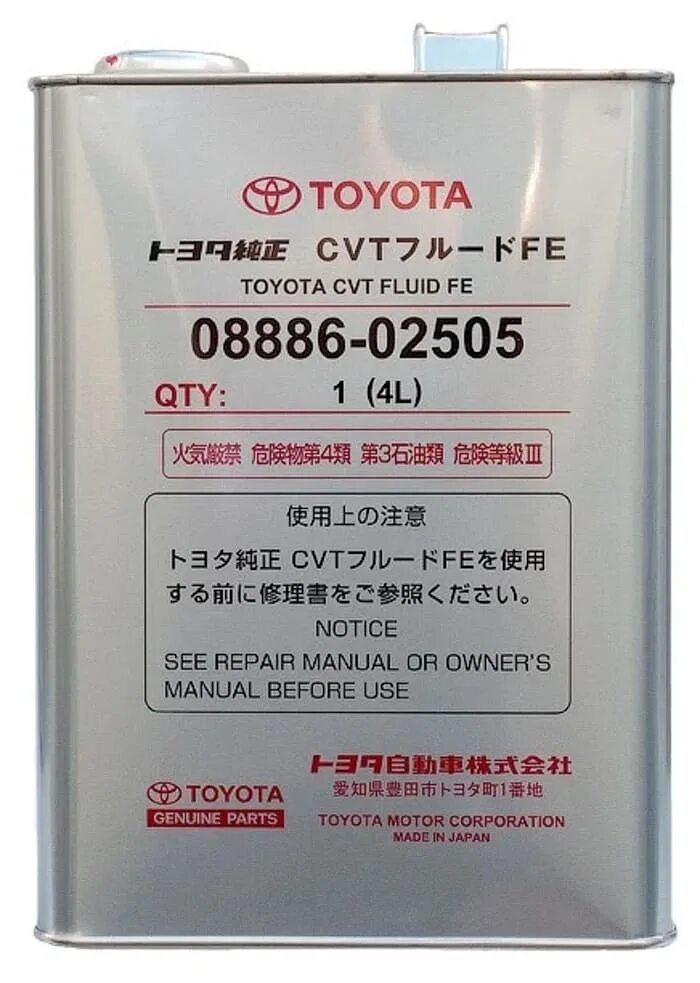 TOYOTA
トヨタ純正 CVTフルードFE
TOYOTA CVT FLUID FE
08886-02505
QTY: 1 (4L)
火気厳禁 危険物第4類 第3石油類 危険等級Ⅲ
使用上の注意
トヨタ純正 CVTフルードFEを使用
する前に修理書をご参照ください。
NOTICE
SEE REPAIR MANUAL OR OWNER'S
MANUAL BEFORE USE
TOYOTA
GENUINE PARTS
トヨタ自動車株式会社
愛知県豊田市トヨタ町1番地
TOYOTA MOTOR CORPORATION
MADE IN JAPAN